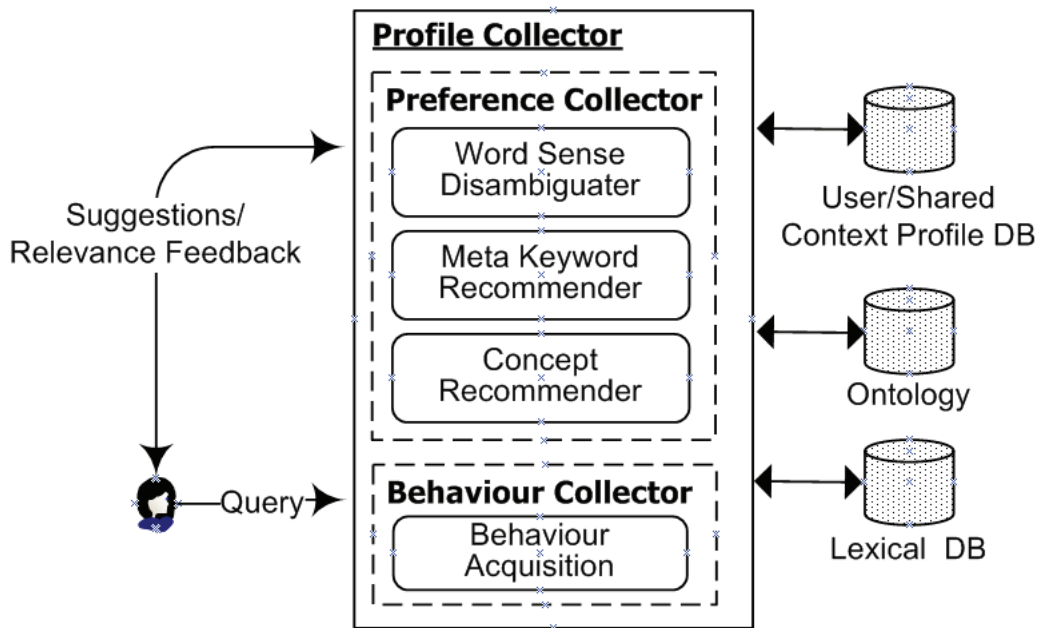 Profile Collector
Preference Collector
Word Sense
Disambiguater
Meta Keyword
Recommender
Concept
Recommender
Behaviour Collector
Behaviour
Acquisition
Suggestions/
Relevance Feedback
Query
User/Shared
Context Profile DB
Ontology
Lexical DB